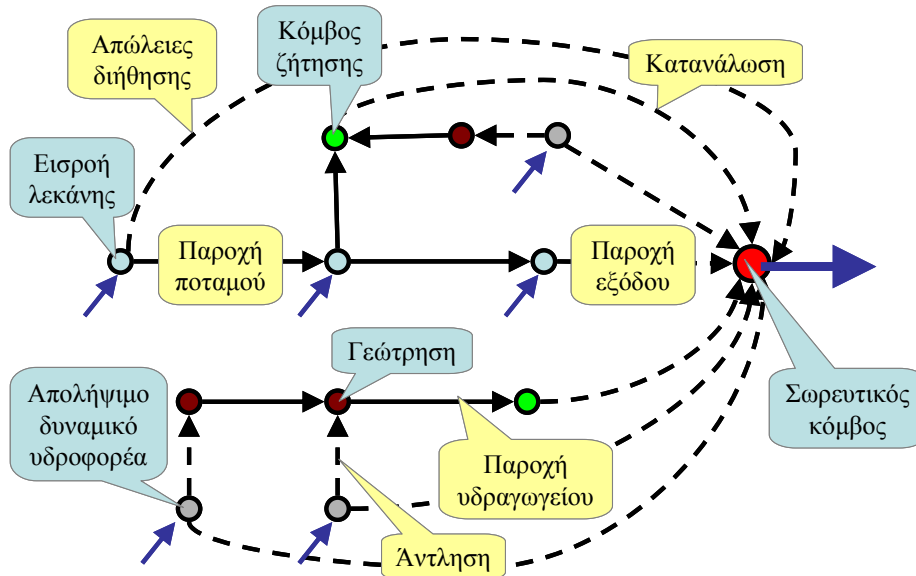 Απώλειες
διήθησης
Κόμβος
ζήτησης
Κατανάλωση
Εισροή
λεκάνης
Παροχή
ποταμού
Παροχή
εξόδου
Γεώτρηση
Απολήψιμο
δυναμικό
υδροφορέα
Σωρευτικός
κόμβος
Παροχή
υδραγωγείου
Άντληση